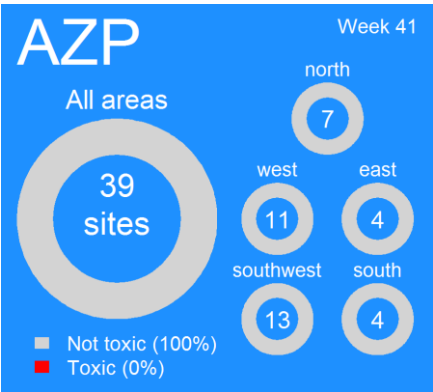 AZP
Week 41
All areas
39
sites
north
7
west
11
east
4
southwest
13
south
4
Not toxic (100%)
Toxic (0%)